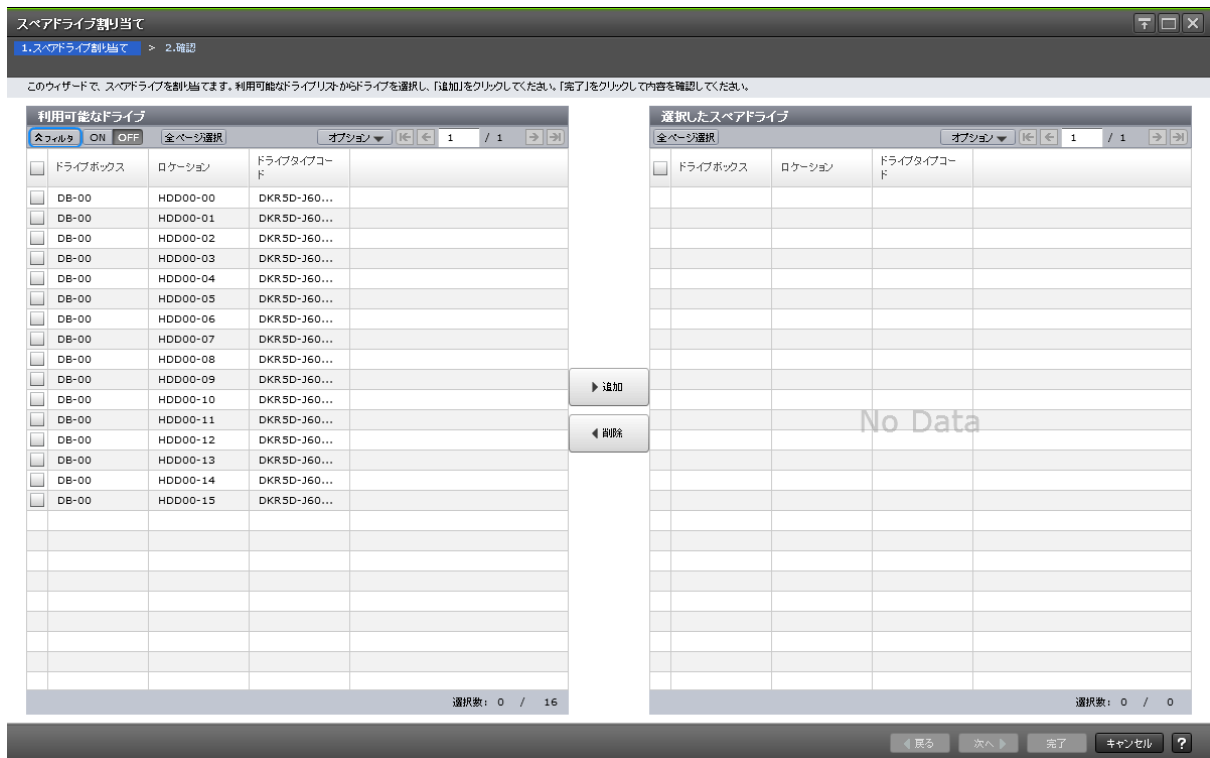 スペアドライブ割り当て
1.スペアドライブ割り当て > 2.確認
このウィザードで、スペアドライブを割り当てます。利用可能なドライブリストからドライブを選択し、「追加」をクリックしてください。「完了」をクリックして内容を確認してください。
利用可能なドライブ
フィルタ ON OFF 全ページ選択 オプション 1 / 1
ドライブボックス ロケーション ドライブタイプコード
DB-00 HDD00-00 DKR5D-J60...
DB-00 HDD00-01 DKR5D-J60...
DB-00 HDD00-02 DKR5D-J60...
DB-00 HDD00-03 DKR5D-J60...
DB-00 HDD00-04 DKR5D-J60...
DB-00 HDD00-05 DKR5D-J60...
DB-00 HDD00-06 DKR5D-J60...
DB-00 HDD00-07 DKR5D-J60...
DB-00 HDD00-08 DKR5D-J60...
DB-00 HDD00-09 DKR5D-J60...
DB-00 HDD00-10 DKR5D-J60...
DB-00 HDD00-11 DKR5D-J60...
DB-00 HDD00-12 DKR5D-J60...
DB-00 HDD00-13 DKR5D-J60...
DB-00 HDD00-14 DKR5D-J60...
DB-00 HDD00-15 DKR5D-J60...
選択数: 0 / 16
追加
削除
選択したスペアドライブ
全ページ選択 オプション 1 / 1
ドライブボックス ロケーション ドライブタイプコード
No Data
選択数: 0 / 0
戻る 次へ 完了 キャンセル ?